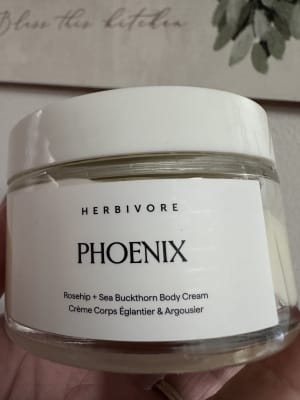 Bless this kitchen
HERBIVORE
PHOENIX
Rosehip + Sea Buckthorn Body Cream
Crème Corps Églantier & Argousier